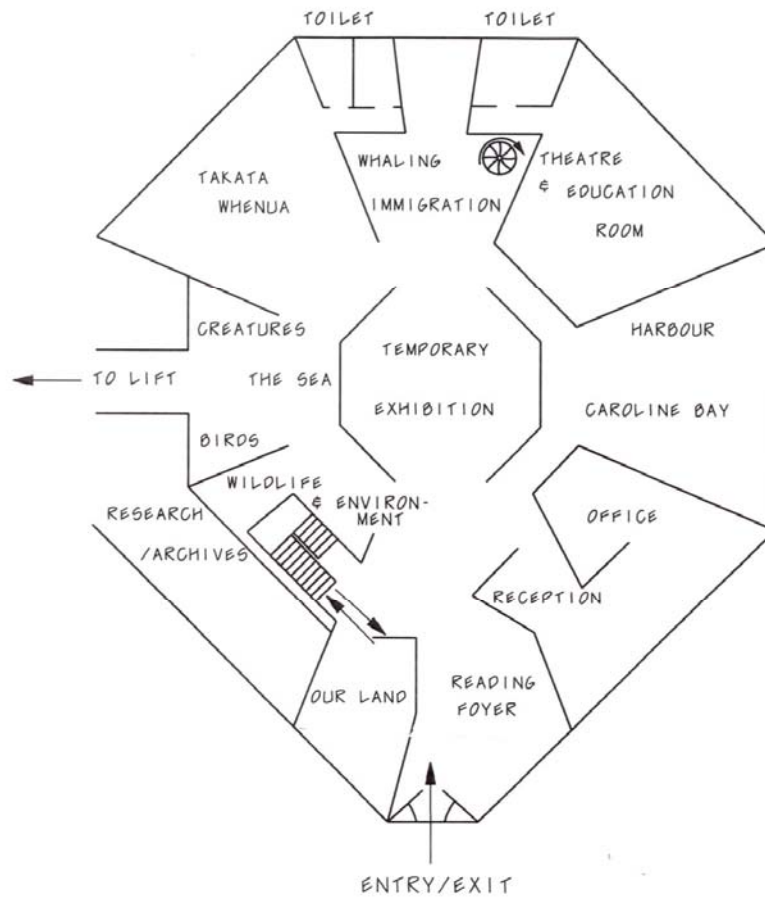 TOILET
TOILET
WHALING
THEATRE
& EDUCATION
ROOM
TAKATA
WHENUA
IMMIGRATION
CREATURES
HARBOUR
TEMPORARY
EXHIBITION
TO LIFT
THE SEA
CAROLINE BAY
BIRDS
WILDLIFE
& ENVIRON-
MENT
RESEARCH
/ARCHIVES
OFFICE
RECEPTION
OUR LAND
READING
FOYER
ENTRY/EXIT